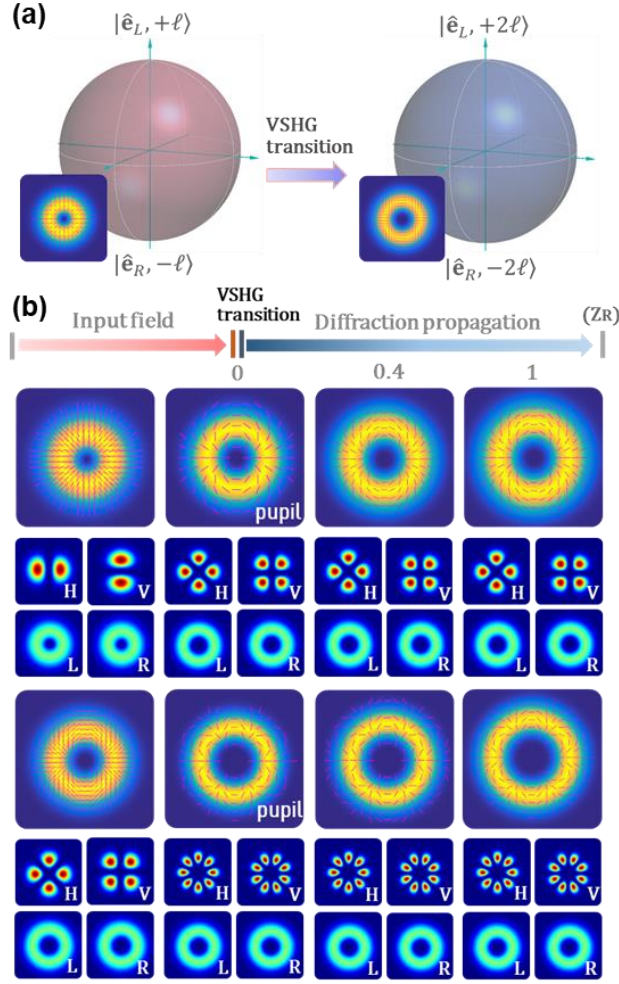 (a)
|ê_L, +ℓ⟩
|ê_L, +2ℓ⟩
VSHG
transition
|ê_R, −ℓ⟩
|ê_R, −2ℓ⟩
(b)
VSHG
transition
Input field
Diffraction propagation
(ZR)
0 0.4 1
pupil
H V H V H V H V
L R L R L R L R
pupil
H V H V H V H V
L R L R L R L R